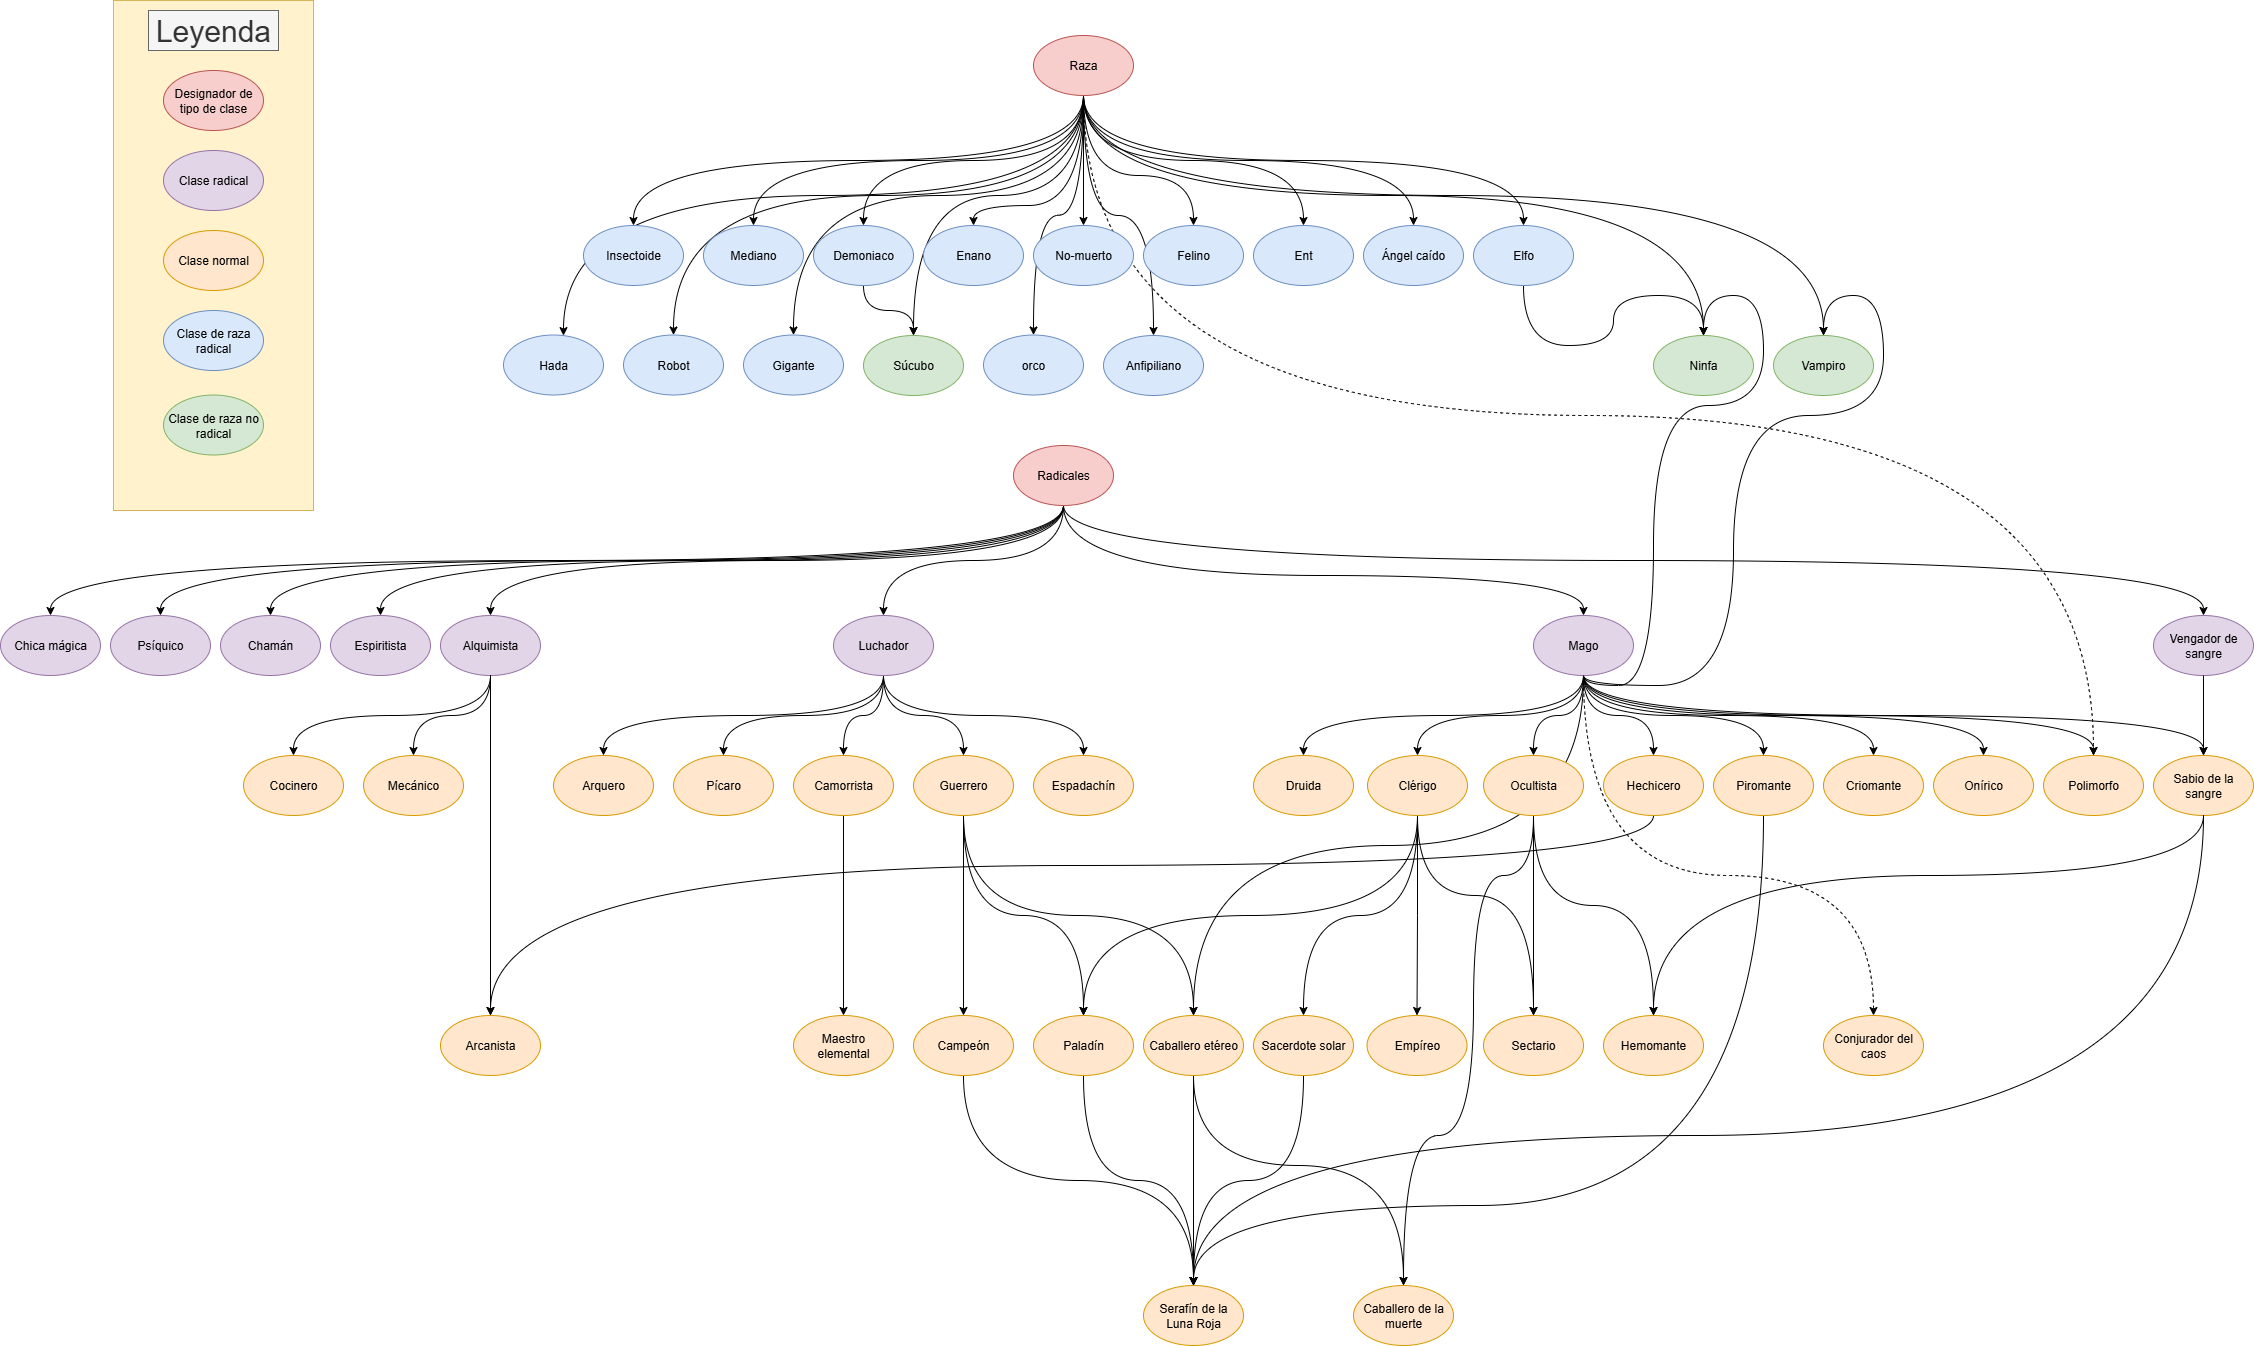 Leyenda
Designador de
tipo de clase
Clase radical
Clase normal
Clase de raza
radical
Clase de raza no
radical
Raza
Insectoide
Mediano
Demoniaco
Enano
No-muerto
Felino
Ent
Ángel caído
Elfo
Hada
Robot
Gigante
Súcubo
orco
Anfipiliano
Ninfa
Vampiro
Radicales
Chica mágica
Psíquico
Chamán
Espiritista
Alquimista
Luchador
Mago
Vengador de
sangre
Cocinero
Mecánico
Arquero
Pícaro
Camorrista
Guerrero
Espadachín
Druida
Clérigo
Ocultista
Hechicero
Piromante
Criomante
Onírico
Polimorfo
Sabio de la
sangre
Arcanista
Maestro
elemental
Campeón
Paladín
Caballero etéreo
Sacerdote solar
Empíreo
Sectario
Hemomante
Conjurador del
caos
Serafín de la
Luna Roja
Caballero de la
muerte